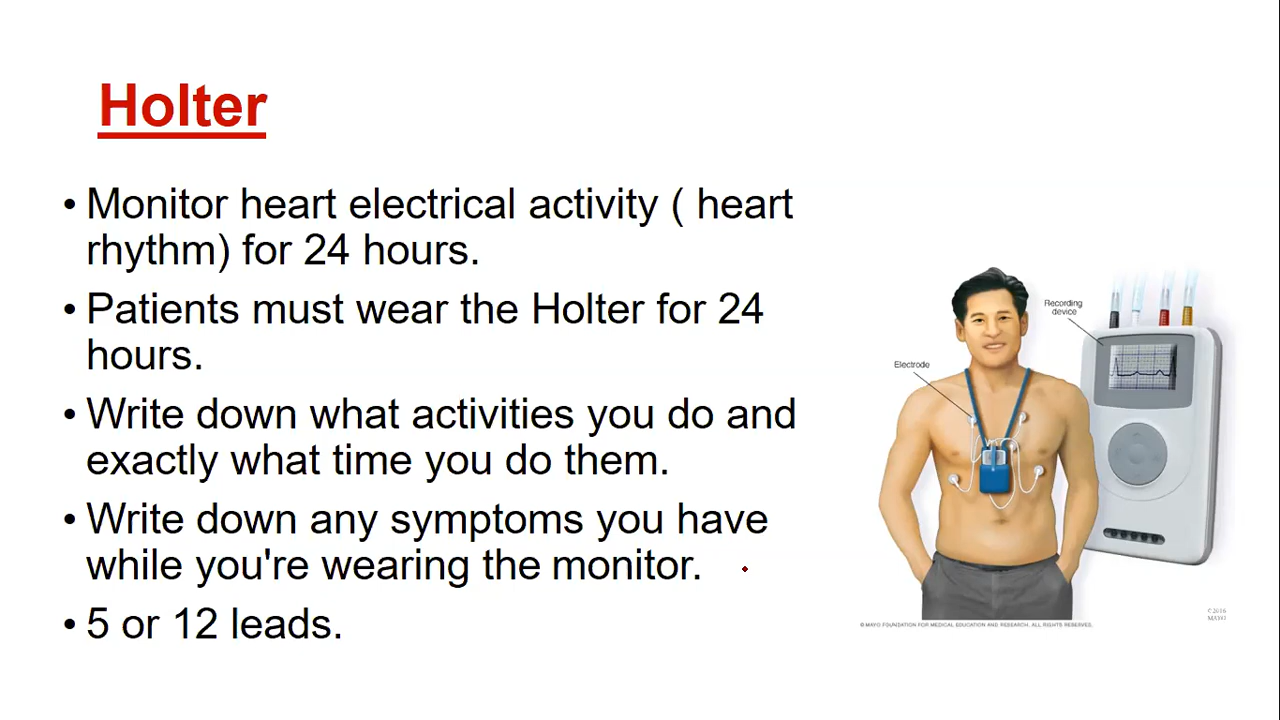 Holter
• Monitor heart electrical activity ( heart
rhythm) for 24 hours.
• Patients must wear the Holter for 24
hours.
• Write down what activities you do and
exactly what time you do them.
• Write down any symptoms you have
while you're wearing the monitor.
• 5 or 12 leads.
Recording
device
Electrode
©2016
MAYO
© MAYO FOUNDATION FOR MEDICAL EDUCATION AND RESEARCH. ALL RIGHTS RESERVED.